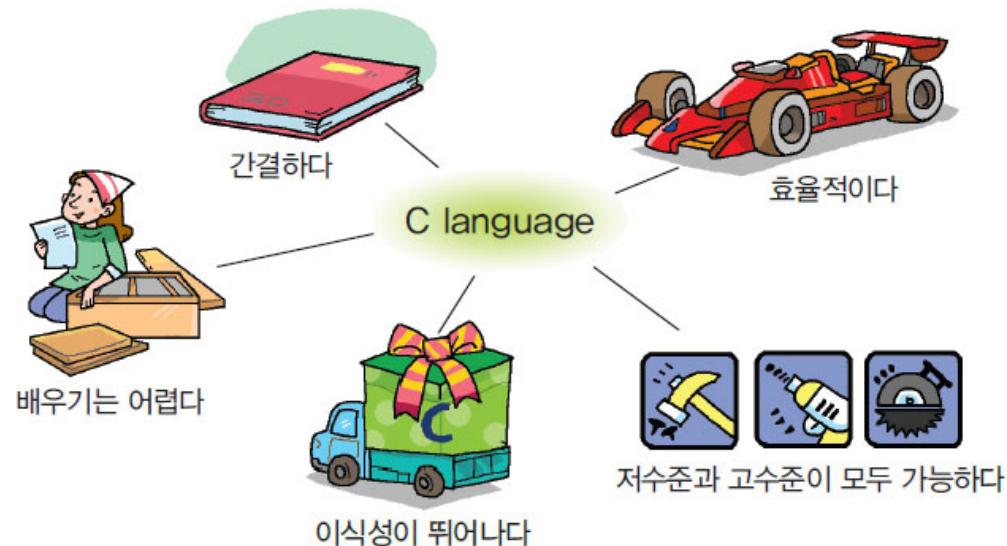 간결하다
효율적이다
C language
배우기는 어렵다
C
이식성이 뛰어나다
저수준과 고수준이 모두 가능하다